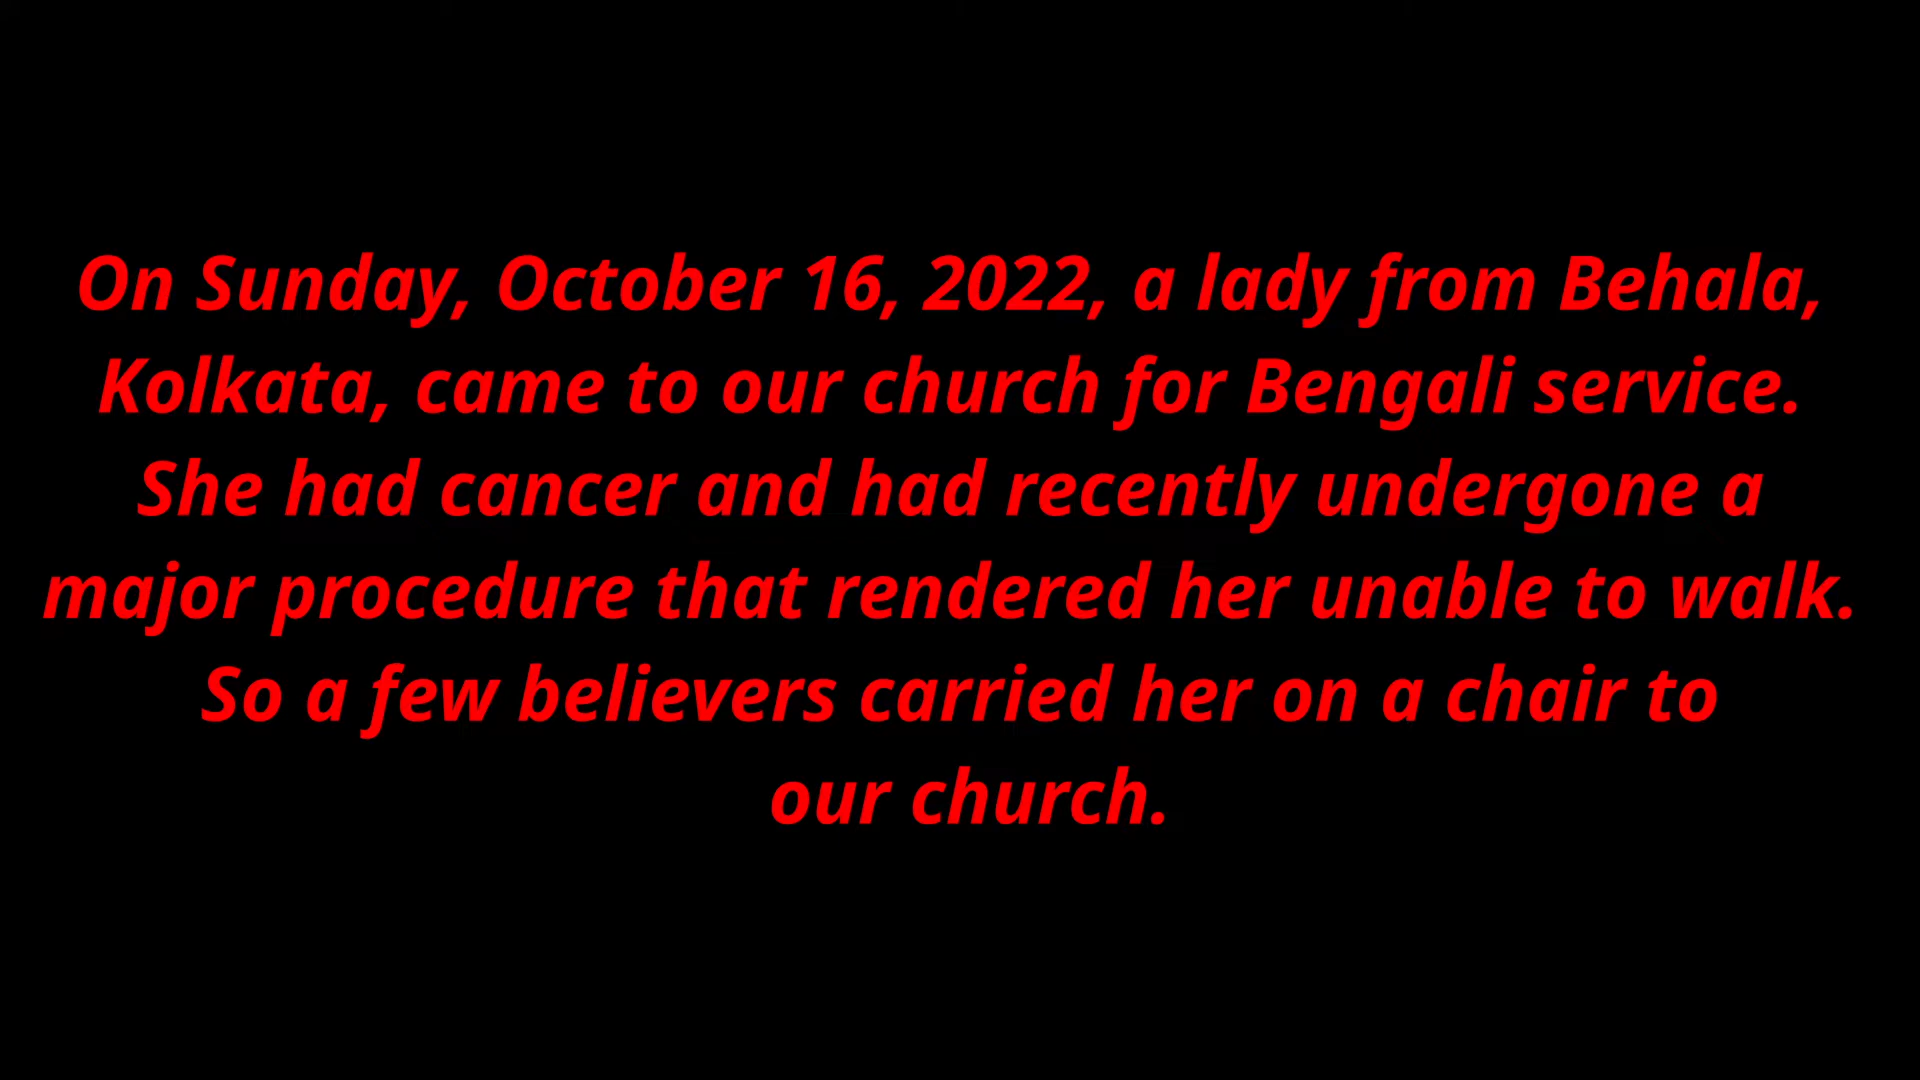 On Sunday, October 16, 2022, a lady from Behala,
Kolkata, came to our church for Bengali service.
She had cancer and had recently undergone a
major procedure that rendered her unable to walk.
So a few believers carried her on a chair to
our church.